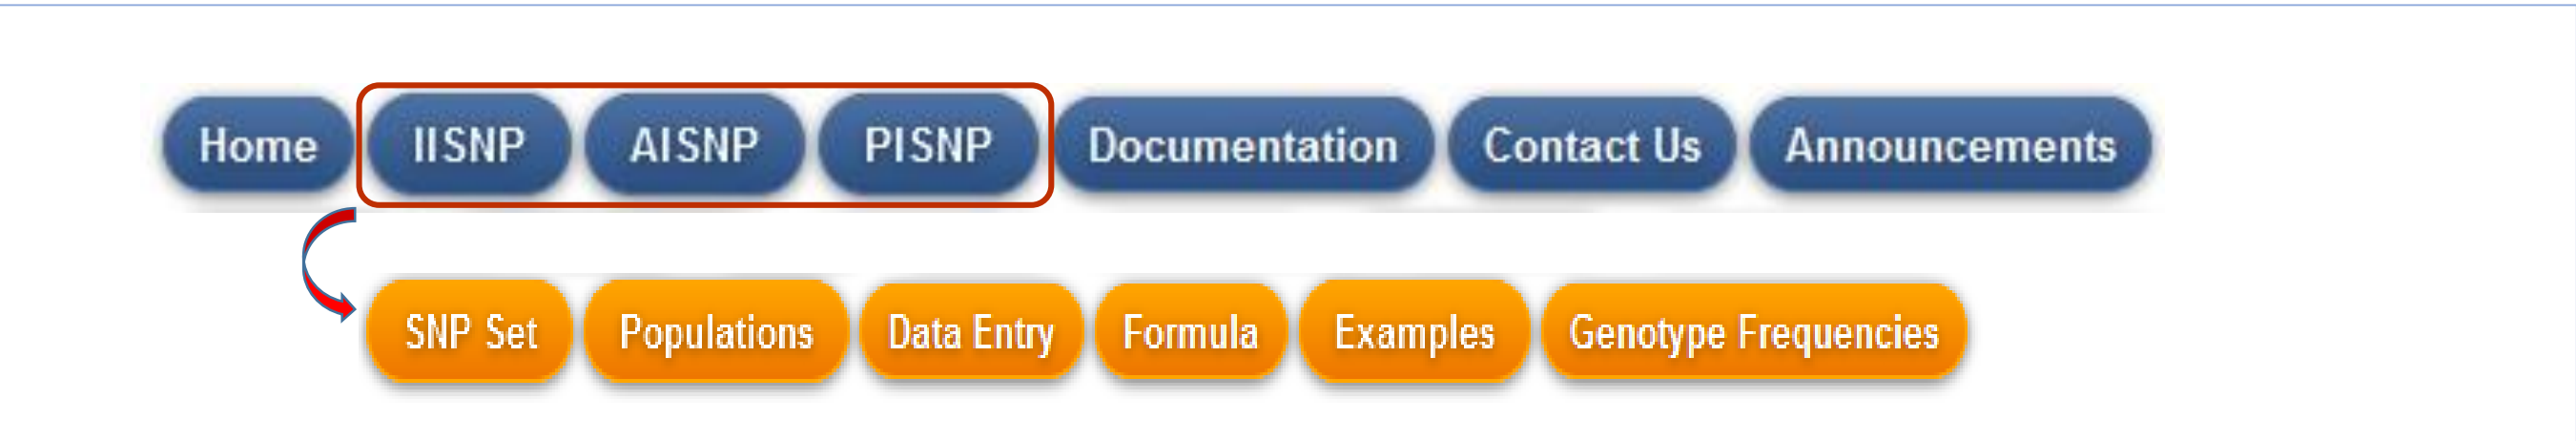 Home IISNP AISNP PISNP Documentation Contact Us Announcements
SNP Set Populations Data Entry Formula Examples Genotype Frequencies